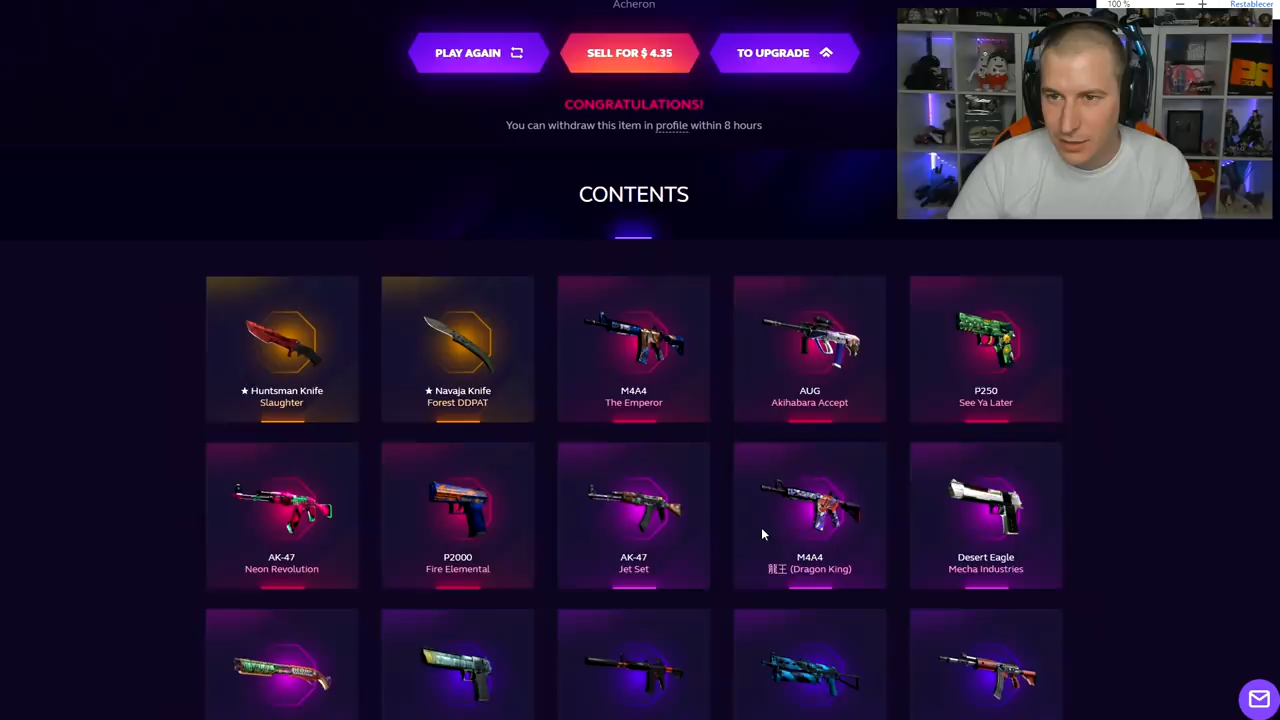 100 %
Restablecer
Acheron
PLAY AGAIN
SELL FOR $ 4.35
TO UPGRADE
CONGRATULATIONS!
You can withdraw this item in profile within 8 hours
CONTENTS
★ Huntsman Knife
Slaughter
★ Navaja Knife
Forest DDPAT
M4A4
The Emperor
AUG
Akihabara Accept
P250
See Ya Later
AK-47
Neon Revolution
P2000
Fire Elemental
AK-47
Jet Set
M4A4
龍王 (Dragon King)
Desert Eagle
Mecha Industries